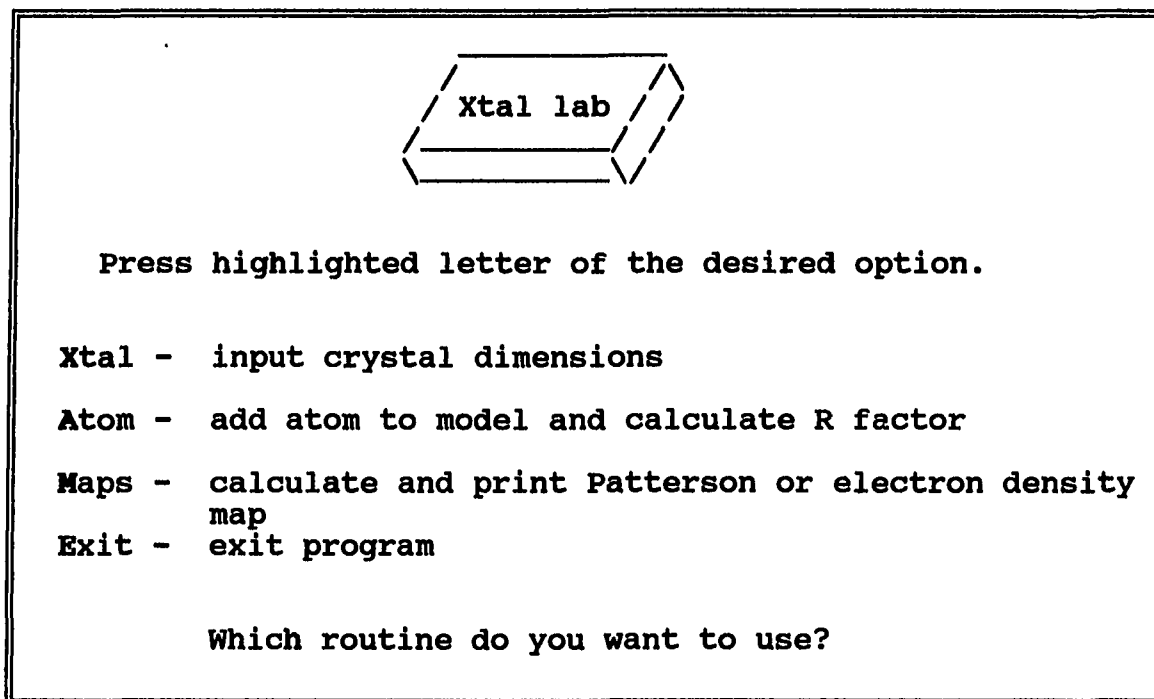 Xtal lab
Press highlighted letter of the desired option.
Xtal - input crystal dimensions
Atom - add atom to model and calculate R factor
Maps - calculate and print Patterson or electron density
map
Exit - exit program
Which routine do you want to use?